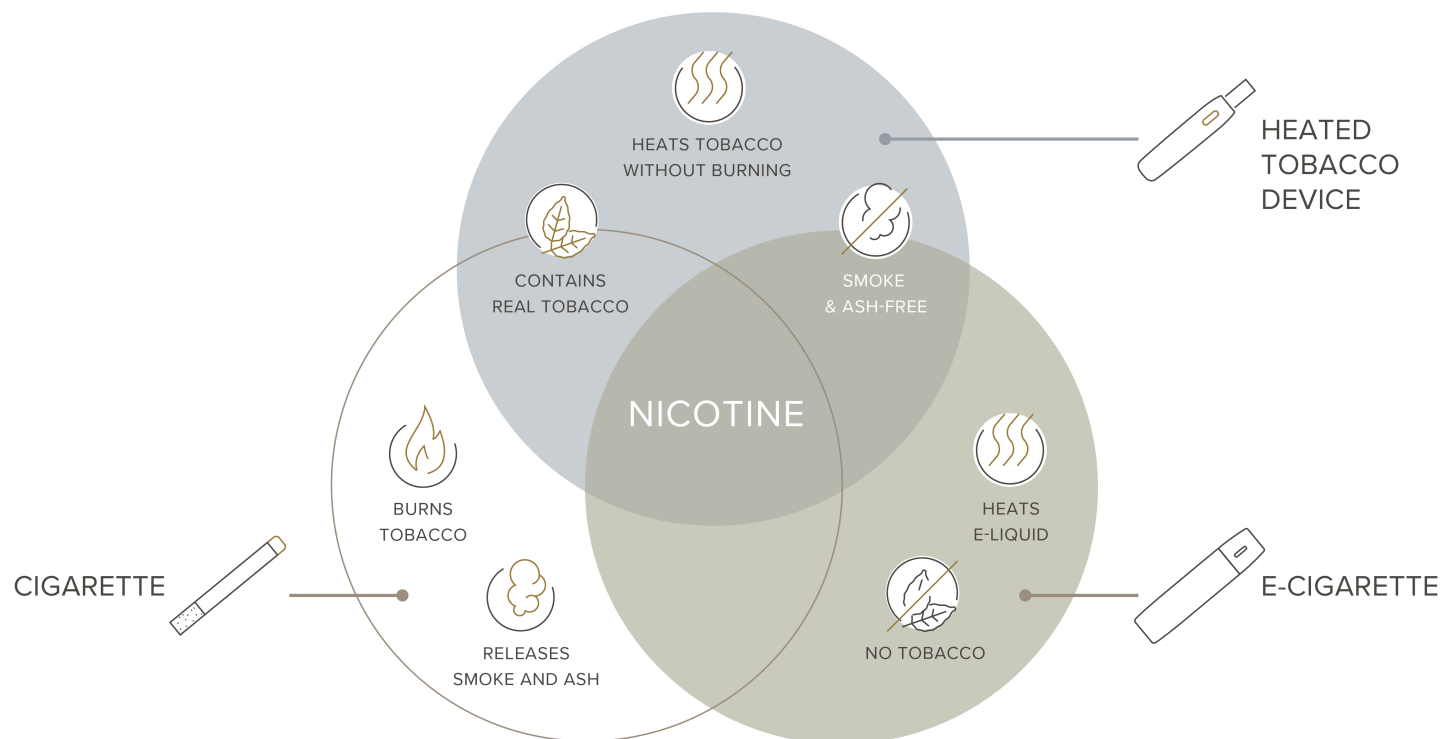 HEATS TOBACCO
WITHOUT BURNING
HEATED
TOBACCO
DEVICE
CONTAINS
REAL TOBACCO
SMOKE
& ASH-FREE
NICOTINE
BURNS
TOBACCO
HEATS
E-LIQUID
CIGARETTE
E-CIGARETTE
RELEASES
SMOKE AND ASH
NO TOBACCO